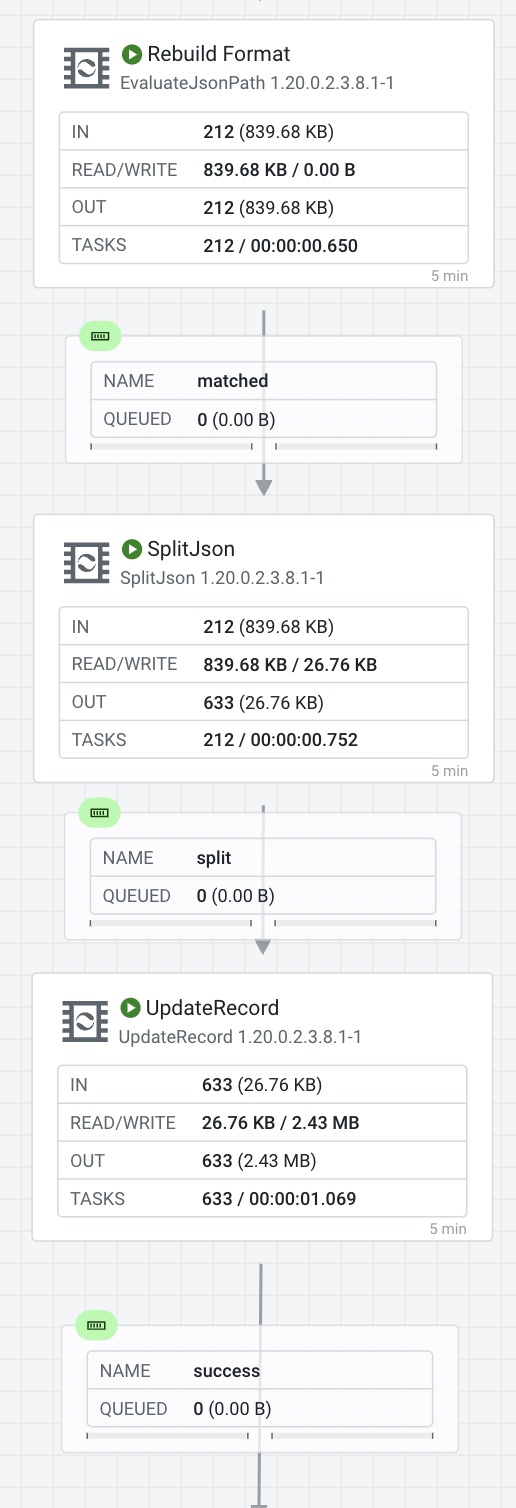 Rebuild Format
EvaluateJsonPath 1.20.0.2.3.8.1-1
IN 212 (839.68 KB)
READ/WRITE 839.68 KB / 0.00 B
OUT 212 (839.68 KB)
TASKS 212 / 00:00:00.650
5 min
NAME matched
QUEUED 0 (0.00 B)
SplitJson
SplitJson 1.20.0.2.3.8.1-1
IN 212 (839.68 KB)
READ/WRITE 839.68 KB / 26.76 KB
OUT 633 (26.76 KB)
TASKS 212 / 00:00:00.752
5 min
NAME split
QUEUED 0 (0.00 B)
UpdateRecord
UpdateRecord 1.20.0.2.3.8.1-1
IN 633 (26.76 KB)
READ/WRITE 26.76 KB / 2.43 MB
OUT 633 (2.43 MB)
TASKS 633 / 00:00:01.069
5 min
NAME success
QUEUED 0 (0.00 B)